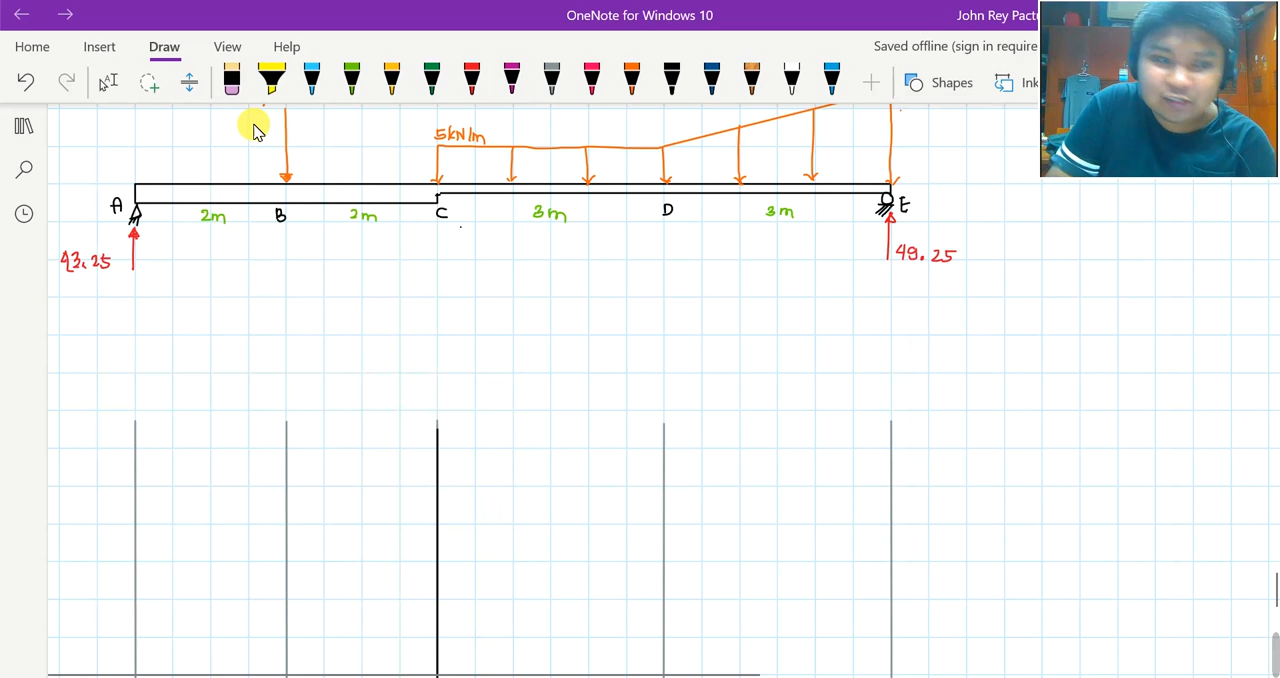 OneNote for Windows 10
John Rey Pactu
Home Insert Draw View Help
Saved offline (sign in require
Shapes
Ink
5kN/m
A
2m
B
2m
C
3m
D
3m
E
43.25
49.25